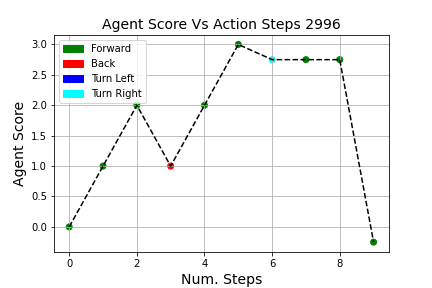 Agent Score Vs Action Steps 2996
Agent Score
3.0
2.5
2.0
1.5
1.0
0.5
0.0
Forward
Back
Turn Left
Turn Right
0 2 4 6 8
Num. Steps